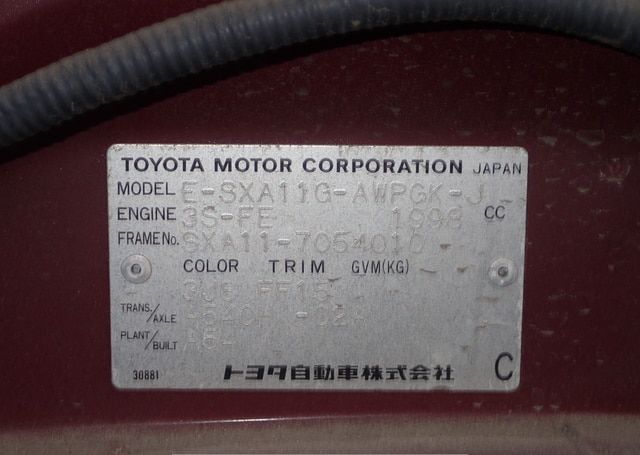 TOYOTA MOTOR CORPORATION JAPAN
MODEL E-SXA11G-AWPGK-J
ENGINE 3S-FE 1998 CC
FRAME No. SXA11-7054010
COLOR TRIM GVM(KG)
FF15
TRANS./AXLE
PLANT/BUILT
30881
トヨタ自動車株式会社
C